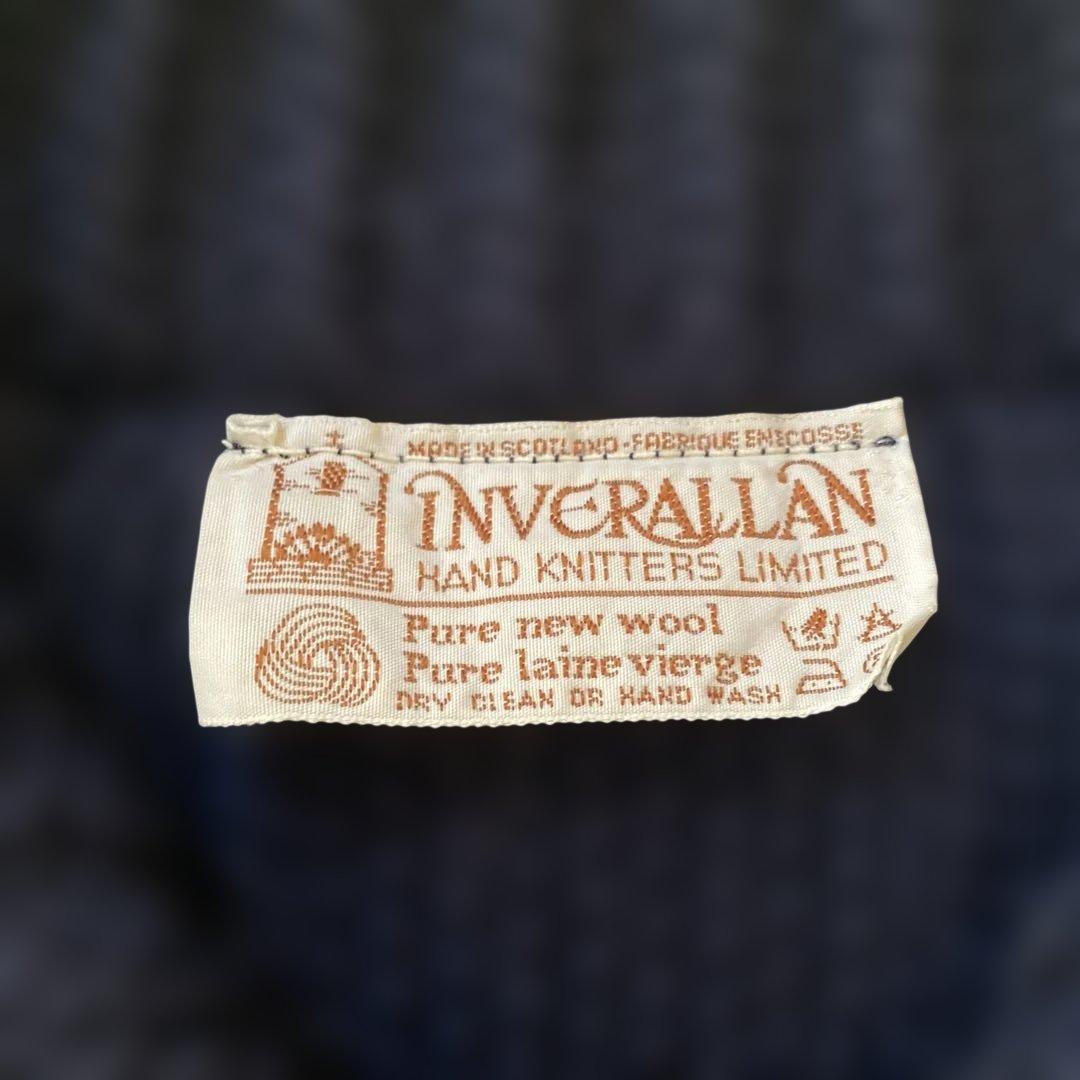 MADE IN SCOTLAND - FABRIQUE EN ECOSSE
INVERALLAN
HAND KNITTERS LIMITED
Pure new wool
Pure laine vierge
DRY CLEAN OR HAND WASH